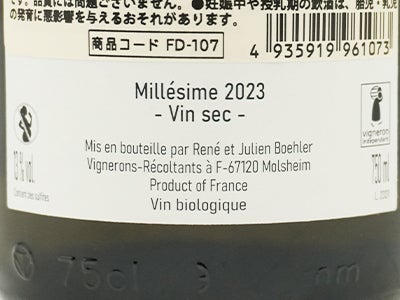 す。品質には問題ございません。●妊娠中や授乳期の飲酒は、胎児・乳児
の発育に悪影響を与えるおそれがあります。
商品コード FD-107
4 935919 961073
Millésime 2023
- Vin sec -
Mis en bouteille par René et Julien Boehler
Vignerons-Récoltants à F-67120 Molsheim
Product of France
Vin biologique
13 % vol.
Contient des sulfites
vigneron
indépendant
750 ml
75cl